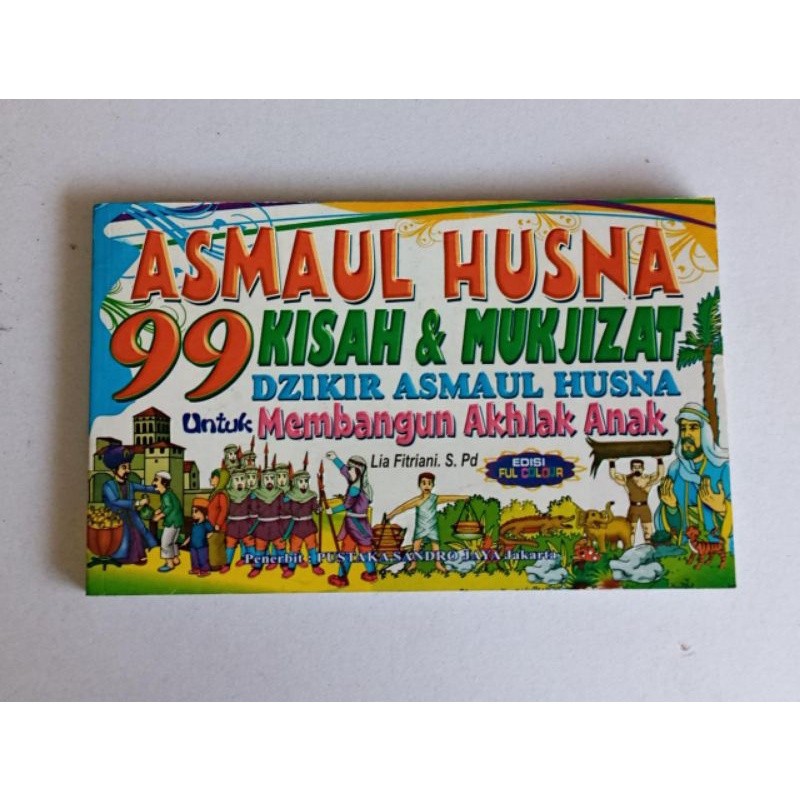 ASMAUL HUSNA
99 KISAH & MUKJIZAT
DZIKIR ASMAUL HUSNA
Untuk Membangun Akhlak Anak
Lia Fitriani. S. Pd
EDISI
FUL COLOUR
Penerbit : PUSTAKA SANDRO JAYA Jakarta